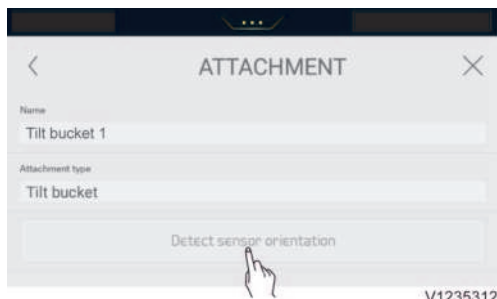 ATTACHMENT
Name
Tilt bucket 1
Attachment type
Tilt bucket
Detect sensor orientation
V1235312